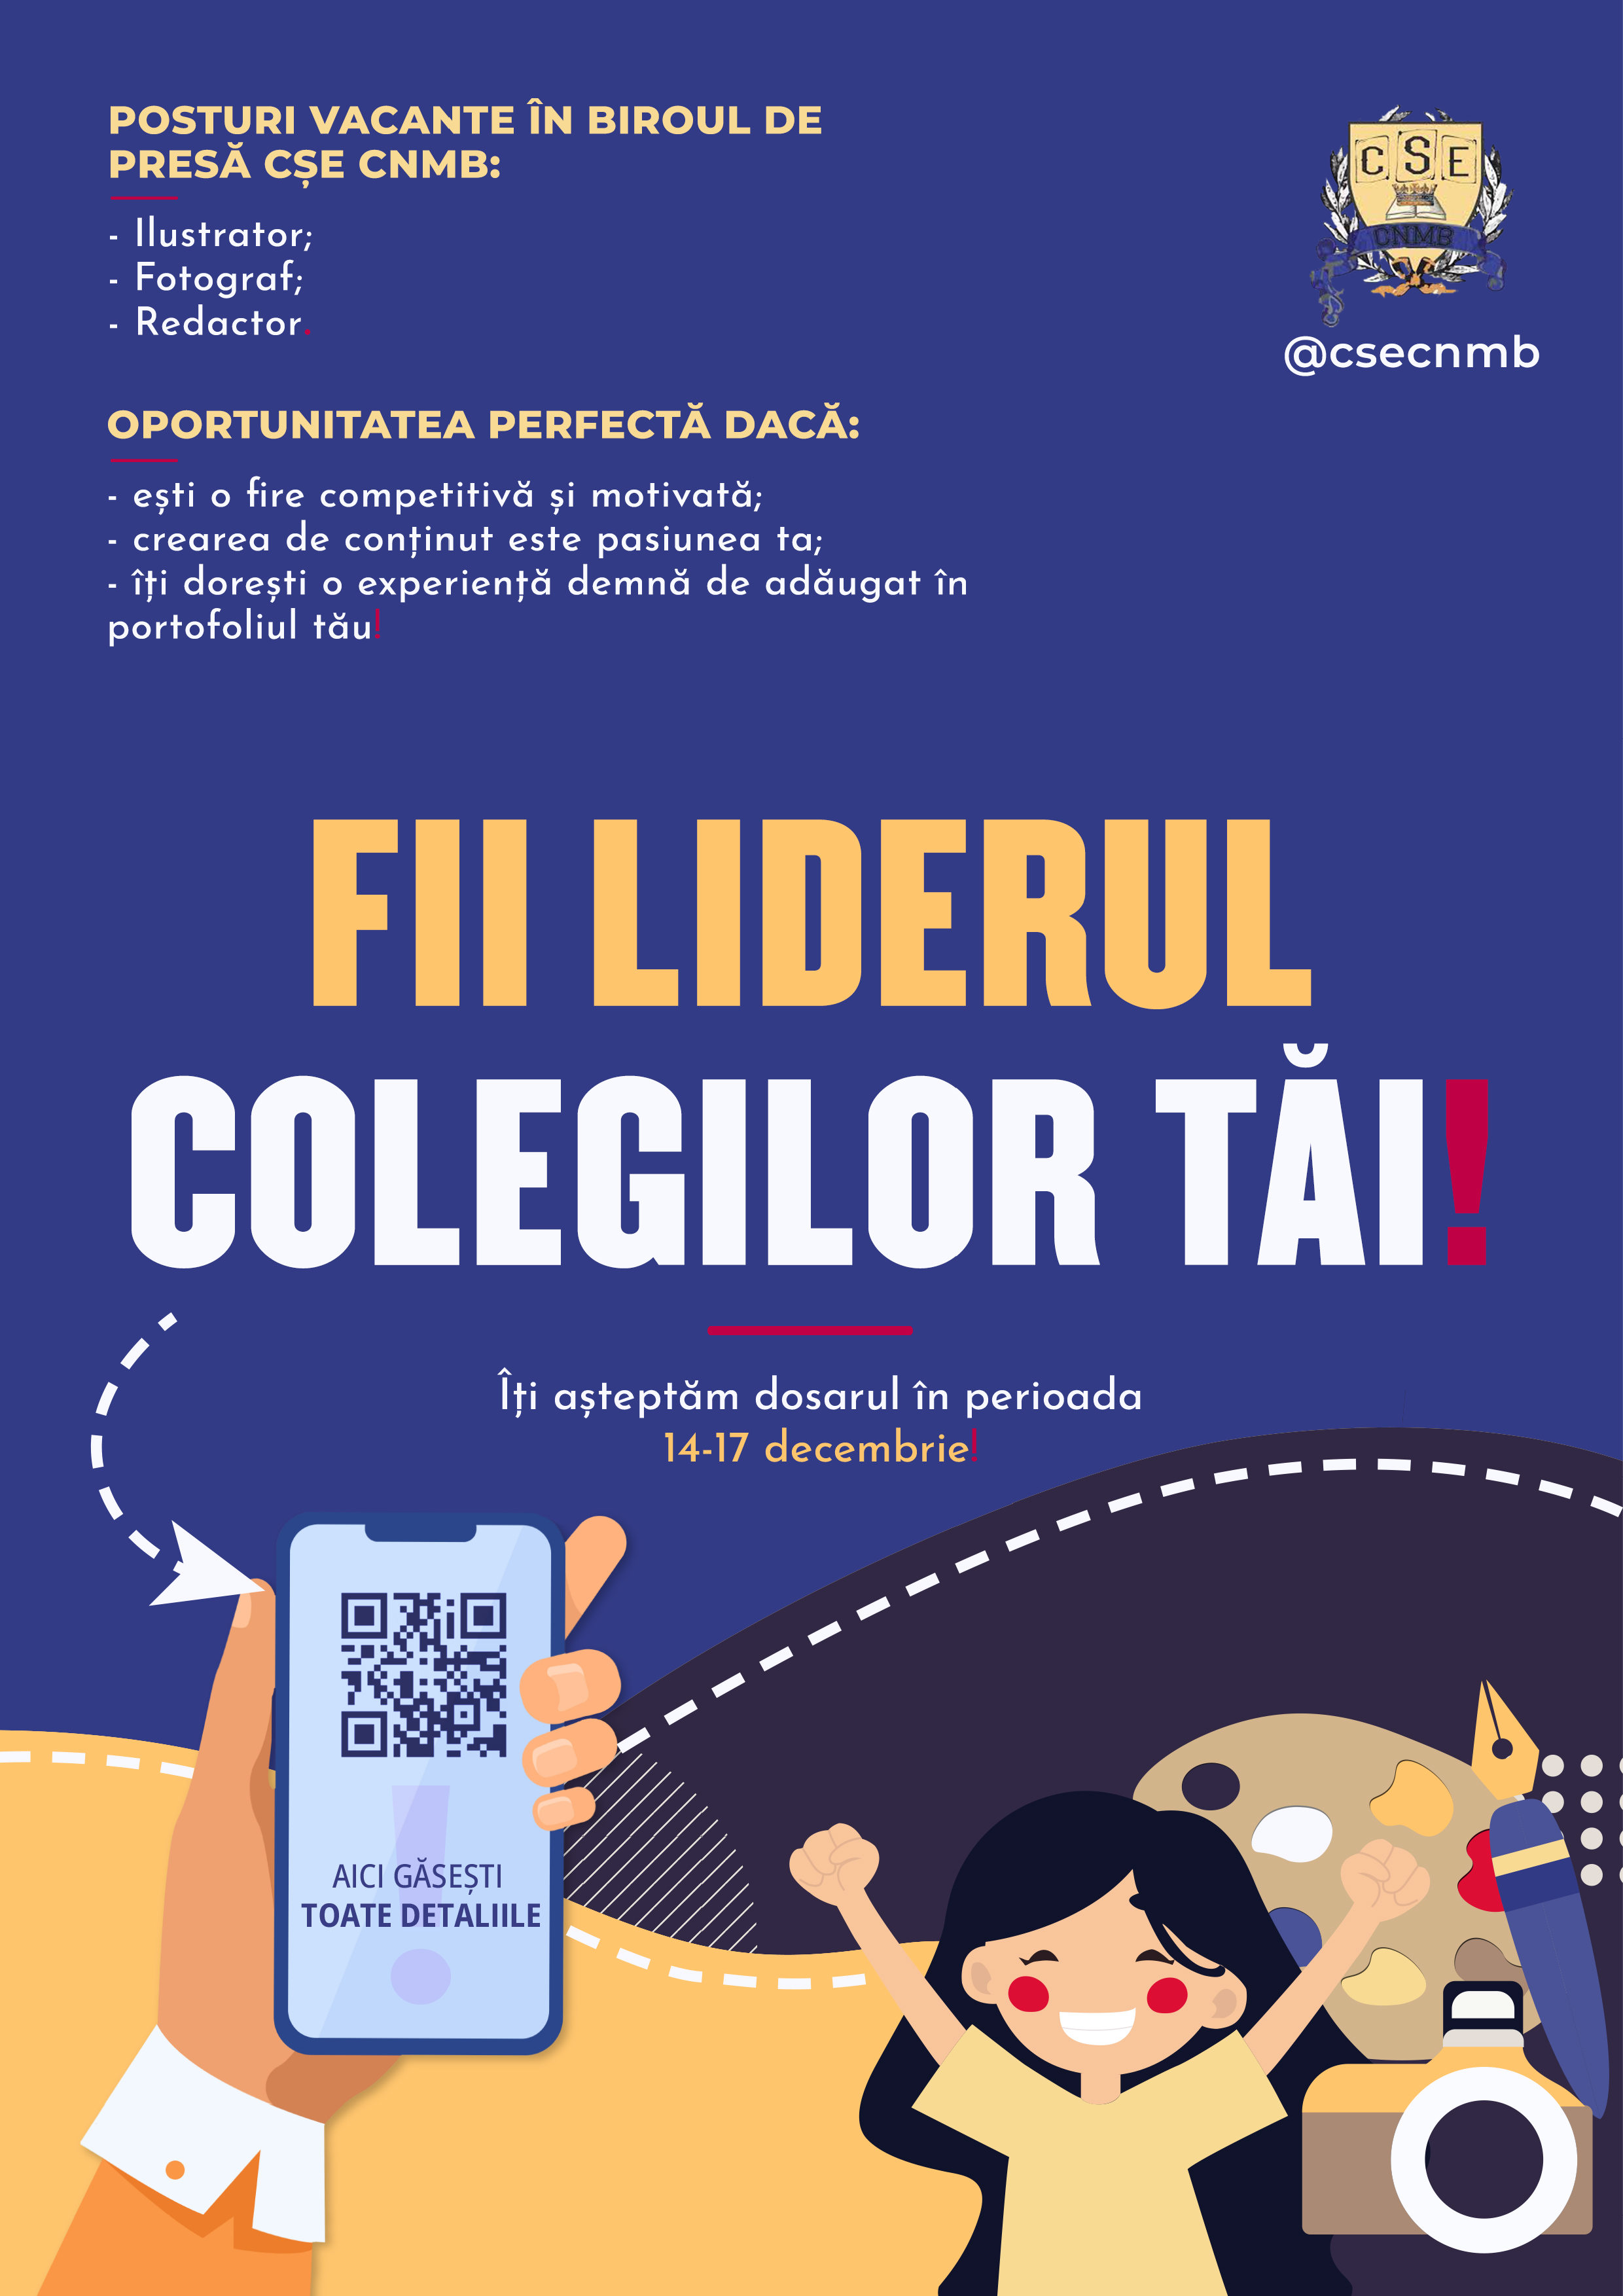 POSTURI VACANTE ÎN BIROUL DE
PRESĂ CȘE CNMB:
- Ilustrator;
- Fotograf;
- Redactor.
CSE
CNMB
@csecnmb
OPORTUNITATEA PERFECTĂ DACĂ:
- ești o fire competitivă și motivată;
- crearea de conținut este pasiunea ta;
- îți dorești o experiență demnă de adăugat în
portofoliul tău!
FII LIDERUL
COLEGILOR TĂI!
Îți așteptăm dosarul în perioada
14-17 decembrie!
AICI GĂSEȘTI
TOATE DETALIILE